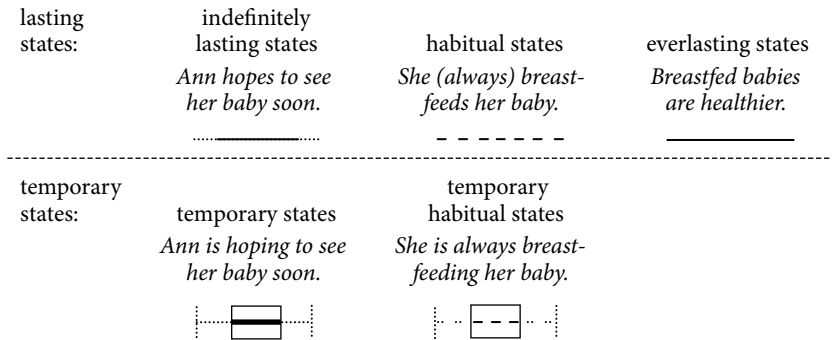 lasting states:
indefinitely
lasting states
habitual states
everlasting states
Ann hopes to see
her baby soon.
She (always) breast-
feeds her baby.
Breastfed babies
are healthier.
temporary
states:
temporary states
temporary
habitual states
Ann is hoping to see
her baby soon.
She is always breast-
feeding her baby.